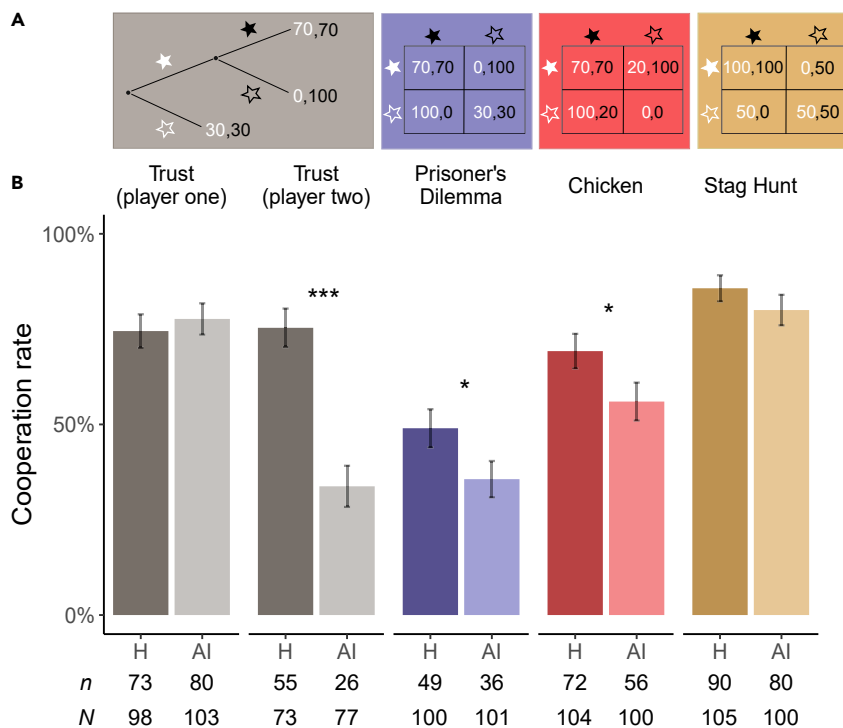 A
70,70
0,100
30,30
70,70 0,100
100,0 30,30
70,70 20,100
100,20 0,0
100,100 0,50
50,0 50,50
B
Trust
(player one)
Trust
(player two)
Prisoner's
Dilemma
Chicken
Stag Hunt
Cooperation rate
100%
50%
0%
***
*
*
H AI H AI H AI H AI H AI
n 73 80 55 26 49 36 72 56 90 80
N 98 103 73 77 100 101 104 100 105 100